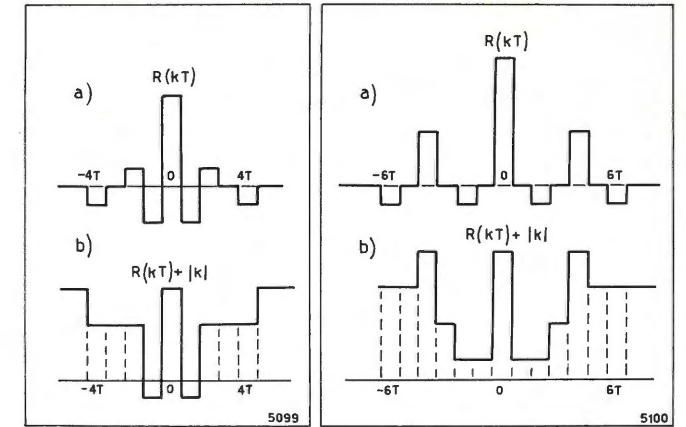 R(kT)
a)
-4T 0 4T
b)
R(kT)+ |k|
-4T 0 4T
5099
R(kT)
a)
-6T 0 6T
b)
R(kT)+ |k|
-6T 0 6T
5100